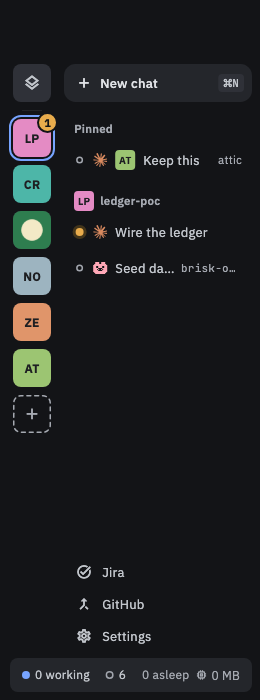 New chat ⌘N
LP 1
Pinned
AT Keep this attic
CR
LP ledger-poc
Wire the ledger
NO
Seed da... brisk-o…
ZE
AT
+
Jira
GitHub
Settings
0 working 6 0 asleep 0 MB